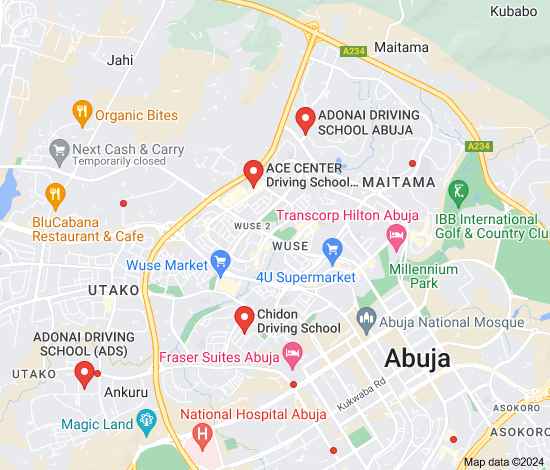 Kubabo
Maitama
A234
Jahi
Organic Bites
ADONAI DRIVING
SCHOOL ABUJA
Next Cash & Carry
Temporarily closed
A234
ACE CENTER
Driving School...
MAITAMA
BluCabana
Restaurant & Cafe
Transcorp Hilton Abuja
IBB International
Golf & Country Clu
WUSE 2
WUSE
Wuse Market
4U Supermarket
Millennium
Park
UTAKO
Chidon
Driving School
Abuja National Mosque
ADONAI DRIVING
SCHOOL (ADS)
Fraser Suites Abuja
Abuja
UTAKO
Ankuru
Kukwaba Rd
ASOKORO
Magic Land
National Hospital Abuja
H
ASOKO
Map data ©2024